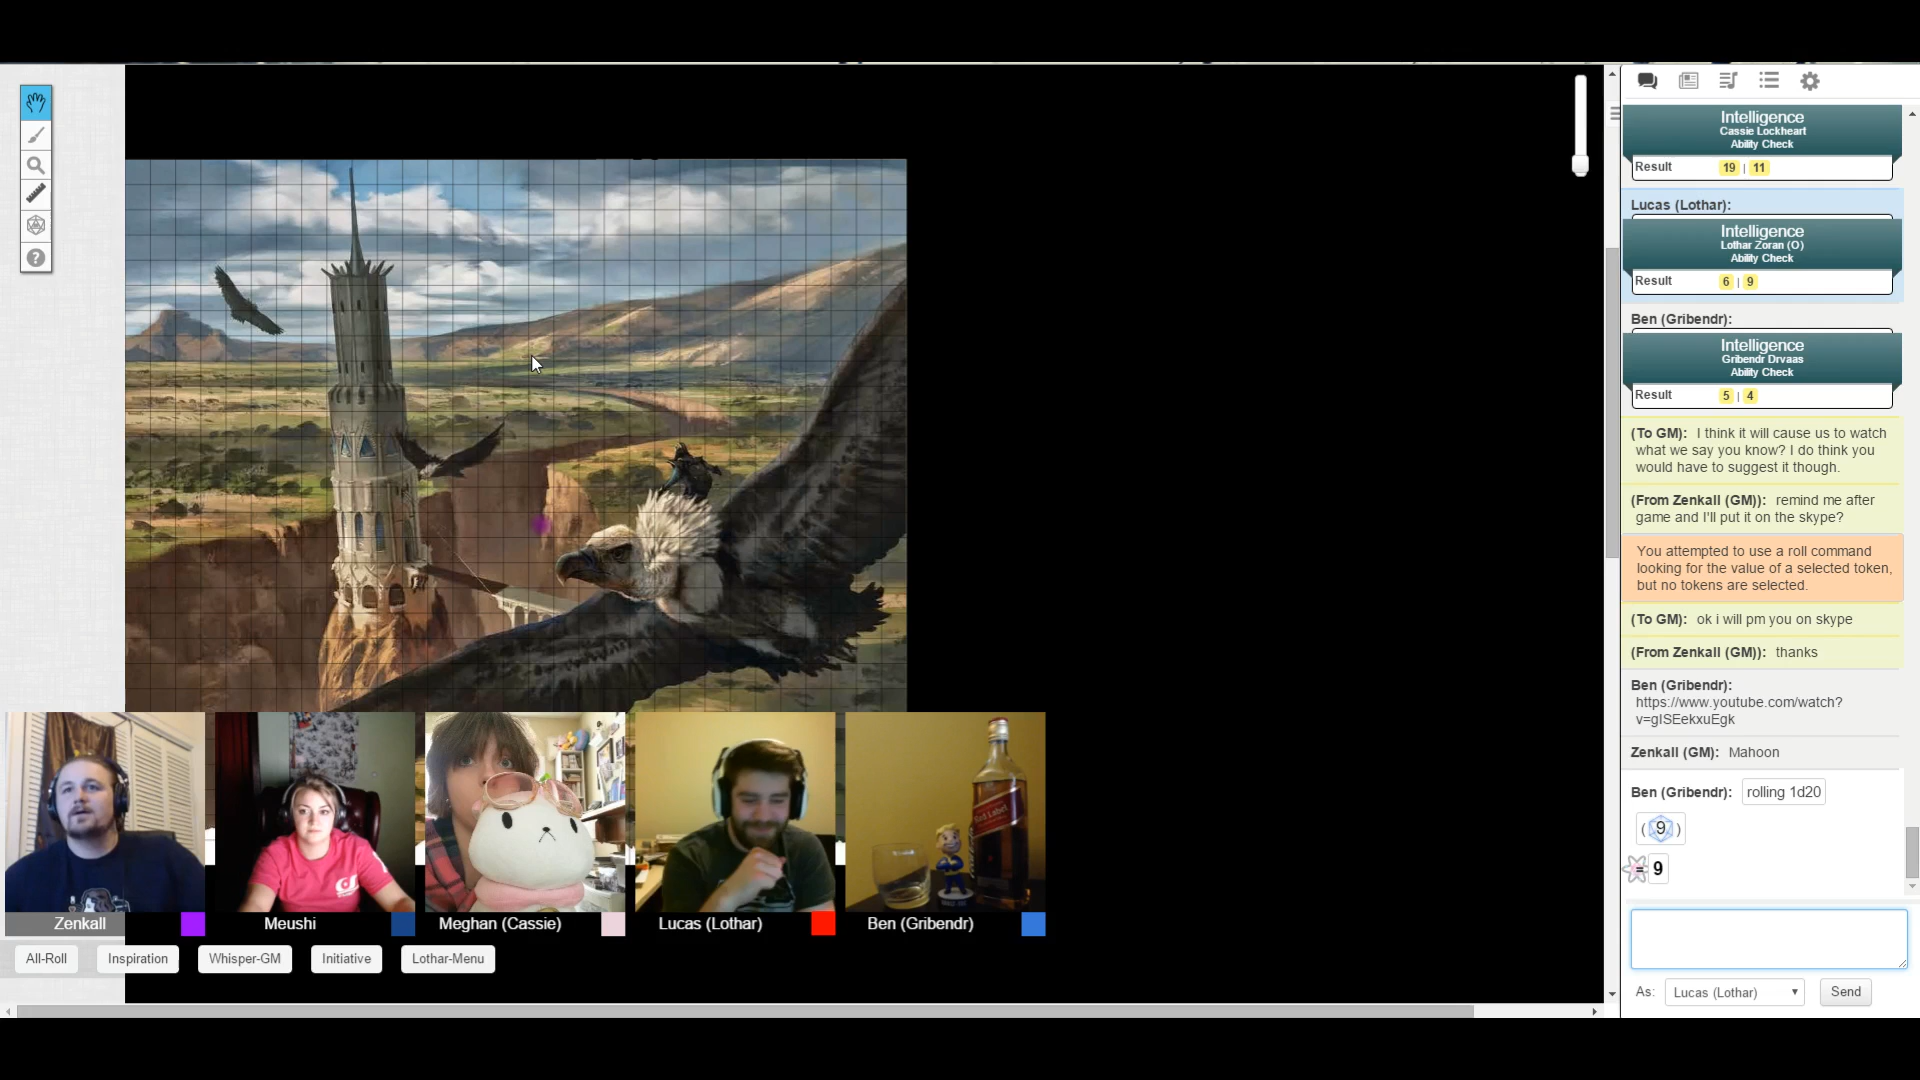 Intelligence
Cassie Lockheart
Ability Check
Result 19 | 11
Lucas (Lothar):
Intelligence
Lothar Zoran (O)
Ability Check
Result 6 | 9
Ben (Gribendr):
Intelligence
Gribendr Drvaas
Ability Check
Result 5 | 4
(To GM): I think it will cause us to watch
what we say you know? I do think you
would have to suggest it though.
(From Zenkall (GM)): remind me after
game and I'll put it on the skype?
You attempted to use a roll command
looking for the value of a selected token,
but no tokens are selected.
(To GM): ok i will pm you on skype
(From Zenkall (GM)): thanks
Ben (Gribendr):
https://www.youtube.com/watch?
v=gISEekxuEgk
Zenkall (GM): Mahoon
Ben (Gribendr): rolling 1d20
(9)
= 9
As: Lucas (Lothar) Send
Red Label
Zenkall
Meushi
Meghan (Cassie)
Lucas (Lothar)
Ben (Gribendr)
All-Roll
Inspiration
Whisper-GM
Initiative
Lothar-Menu